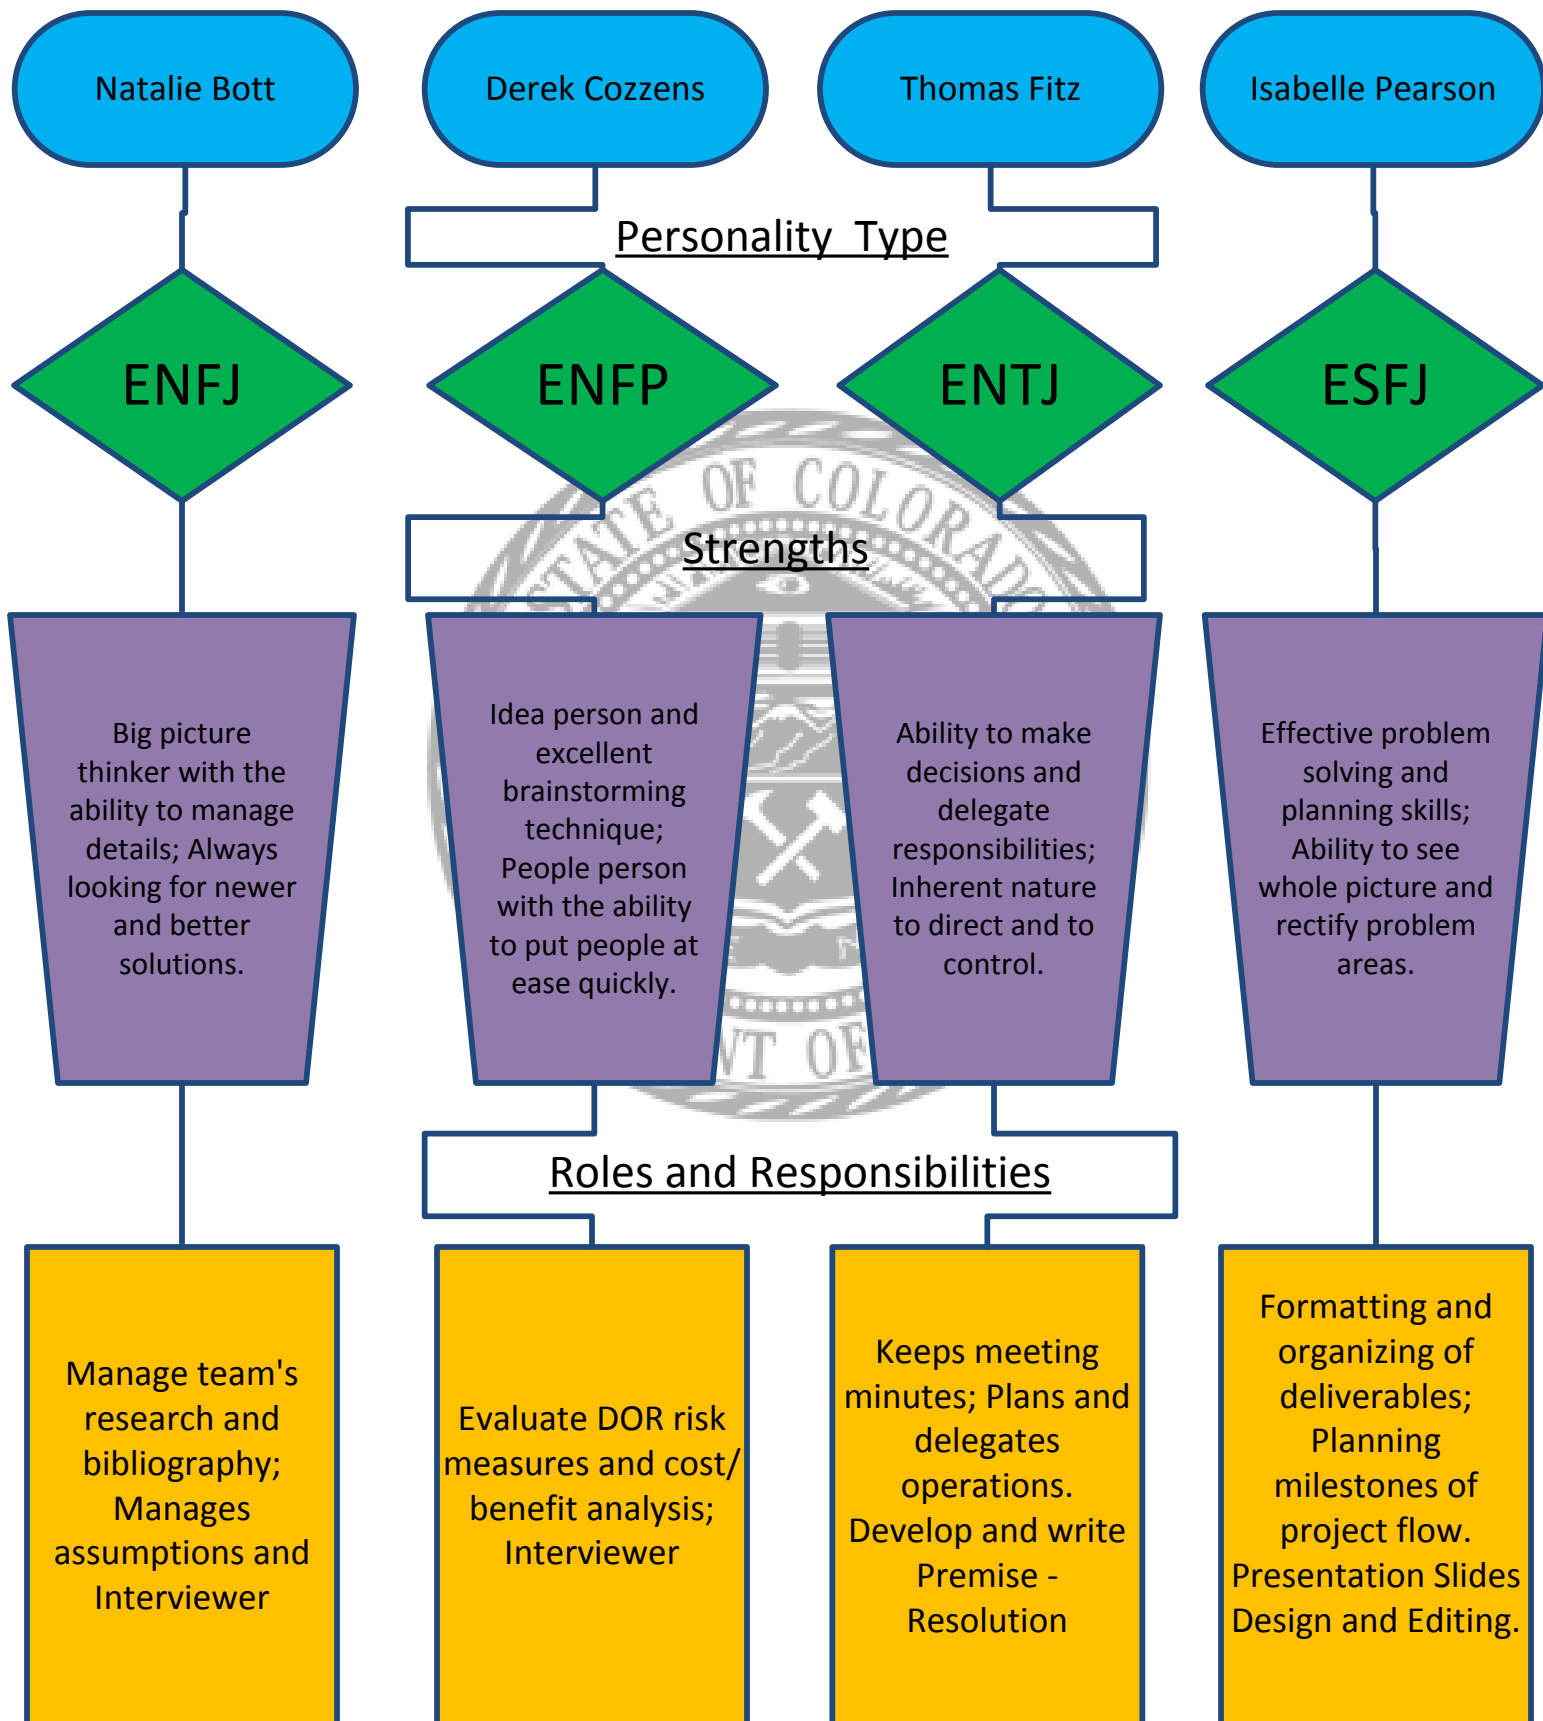 Natalie Bott
Derek Cozzens
Thomas Fitz
Isabelle Pearson
Personality Type
ENFJ
ENFP
ENTJ
ESFJ
STATE OF COLORADO
Strengths
Big picture
thinker with the
ability to manage
details; Always
looking for newer
and better
solutions.
Idea person and
excellent
brainstorming
technique;
People person
with the ability
to put people at
ease quickly.
Ability to make
decisions and
delegate
responsibilities;
Inherent nature
to direct and to
control.
Effective problem
solving and
planning skills;
Ability to see
whole picture and
rectify problem
areas.
OF
Roles and Responsibilities
Manage team's
research and
bibliography;
Manages
assumptions and
Interviewer
Evaluate DOR risk
measures and cost/
benefit analysis;
Interviewer
Keeps meeting
minutes; Plans and
delegates
operations.
Develop and write
Premise -
Resolution
Formatting and
organizing of
deliverables;
Planning
milestones of
project flow.
Presentation Slides
Design and Editing.